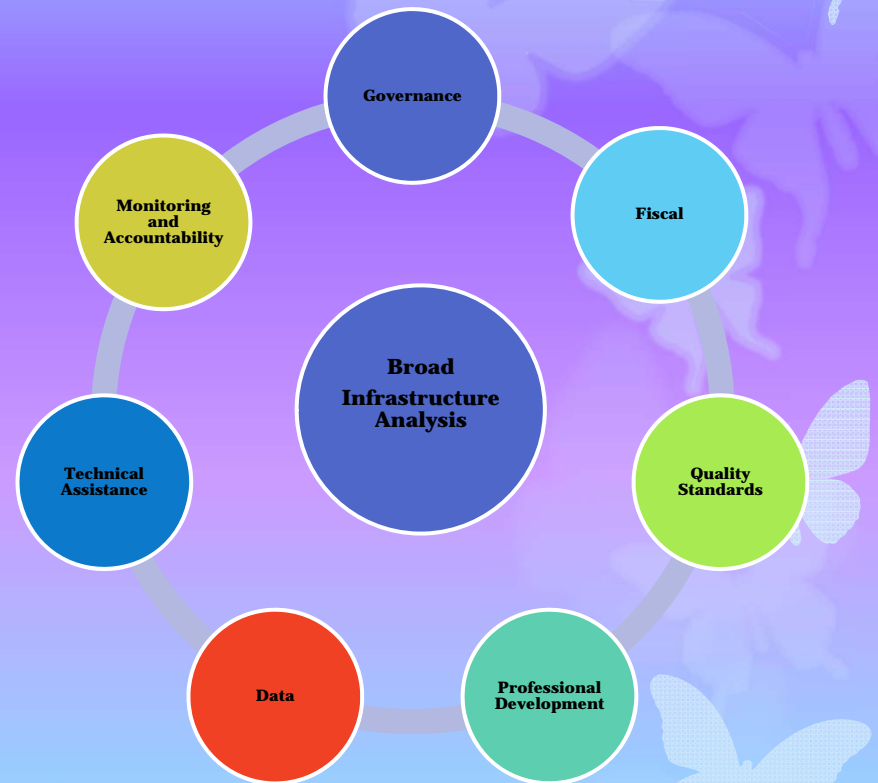 Governance
Fiscal
Monitoring
and
Accountability
Broad
Infrastructure
Analysis
Technical
Assistance
Quality
Standards
Data
Professional
Development